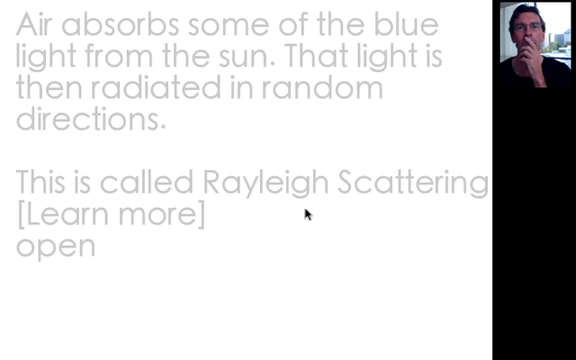 Air absorbs some of the blue
light from the sun. That light is
then radiated in random
directions.
This is called Rayleigh Scattering
[Learn more]
open